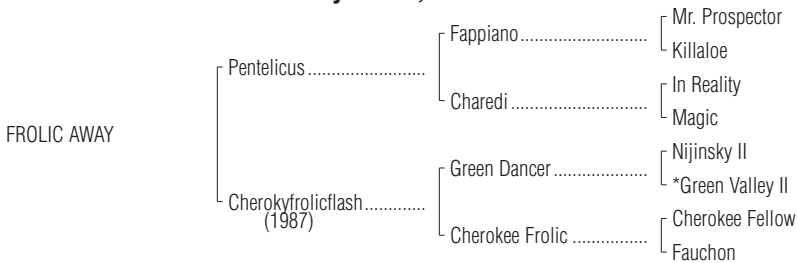 Mr. Prospector
Fappiano
Killaloe
Pentelicus
In Reality
Charedi
Magic
FROLIC AWAY
Nijinsky II
Green Dancer
*Green Valley II
Cherokyfrolicflash
(1987)
Cherokee Fellow
Cherokee Frolic
Fauchon